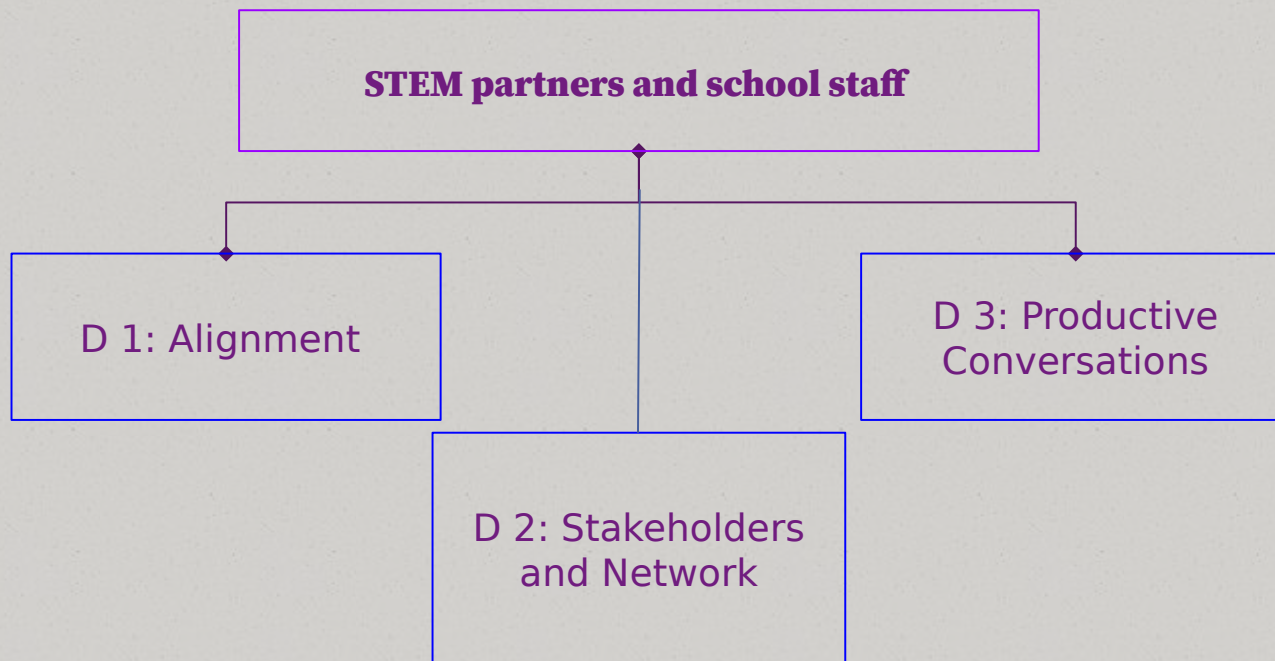 STEM partners and school staff
D 1: Alignment
D 2: Stakeholders
and Network
D 3: Productive
Conversations